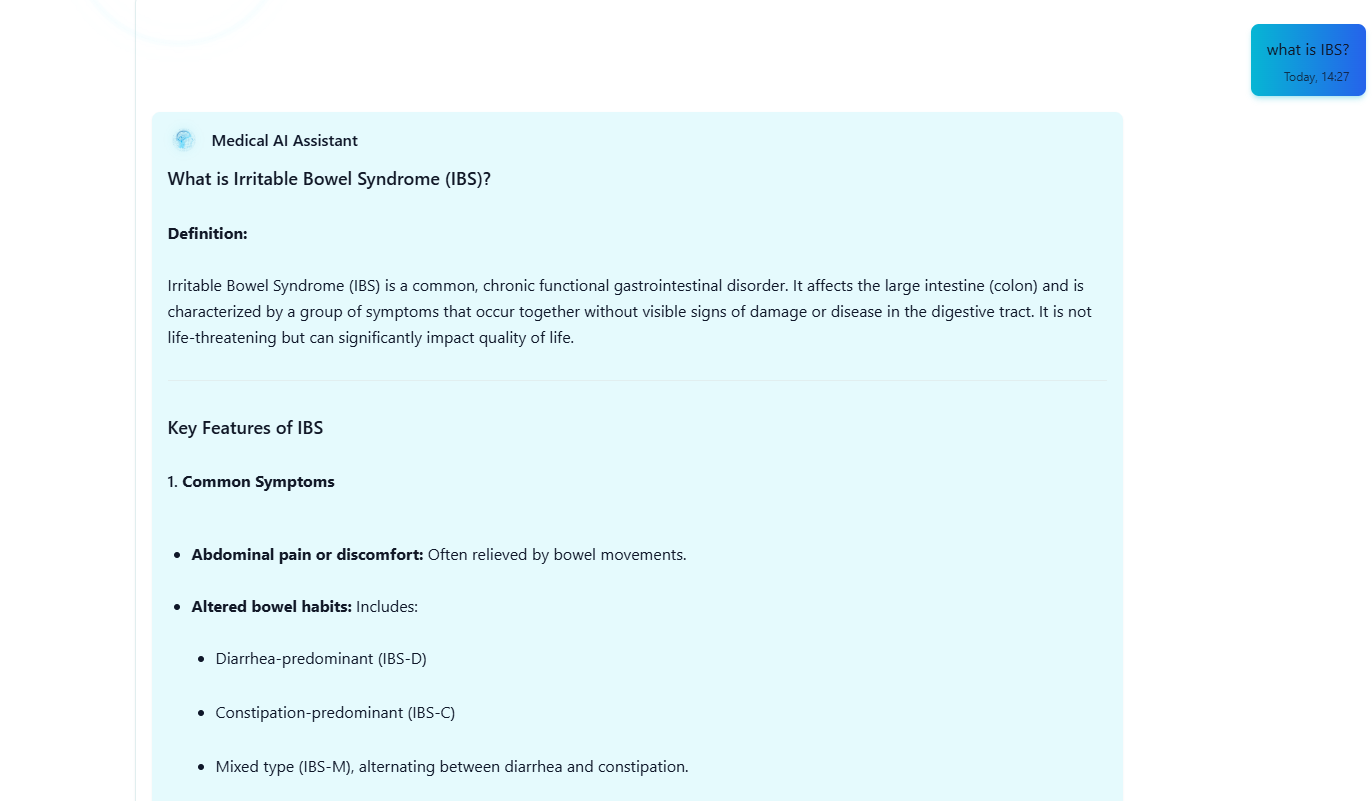 what is IBS?
Today, 14:27
Medical AI Assistant
What is Irritable Bowel Syndrome (IBS)?
Definition:
Irritable Bowel Syndrome (IBS) is a common, chronic functional gastrointestinal disorder. It affects the large intestine (colon) and is
characterized by a group of symptoms that occur together without visible signs of damage or disease in the digestive tract. It is not
life-threatening but can significantly impact quality of life.
Key Features of IBS
1. Common Symptoms
• Abdominal pain or discomfort: Often relieved by bowel movements.
• Altered bowel habits: Includes:
• Diarrhea-predominant (IBS-D)
• Constipation-predominant (IBS-C)
• Mixed type (IBS-M), alternating between diarrhea and constipation.